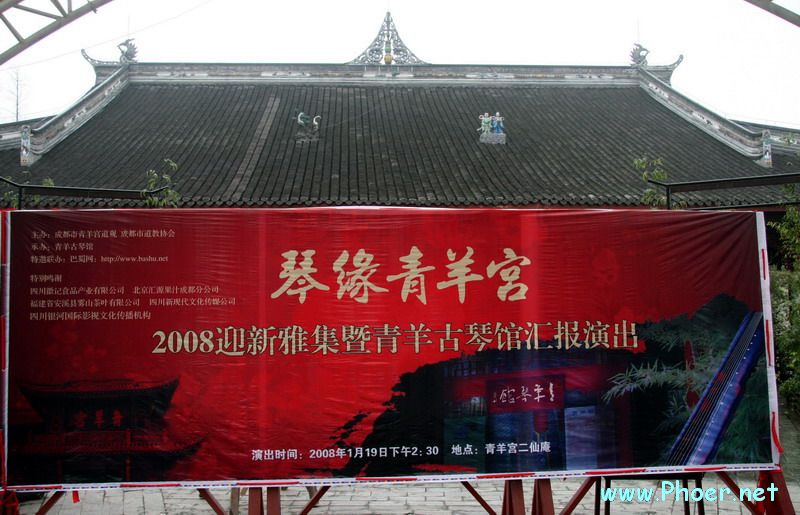 主办：成都市青羊宫道观 成都市道教协会
承办：青羊古琴馆
特邀联办：巴蜀网：http://www.bashu.net
特别鸣谢
四川徽记食品产业有限公司 北京汇源果汁成都分公司
福建省安溪县雾山茶叶有限公司 四川新现代文化传媒公司
四川银河国际影视文化传播机构
琴缘青羊宫
2008迎新雅集暨青羊古琴馆汇报演出
青羊宫
青羊琴館
演出时间：2008年1月19日下午2：30 地点：青羊宫二仙庵
www.Phoer.net